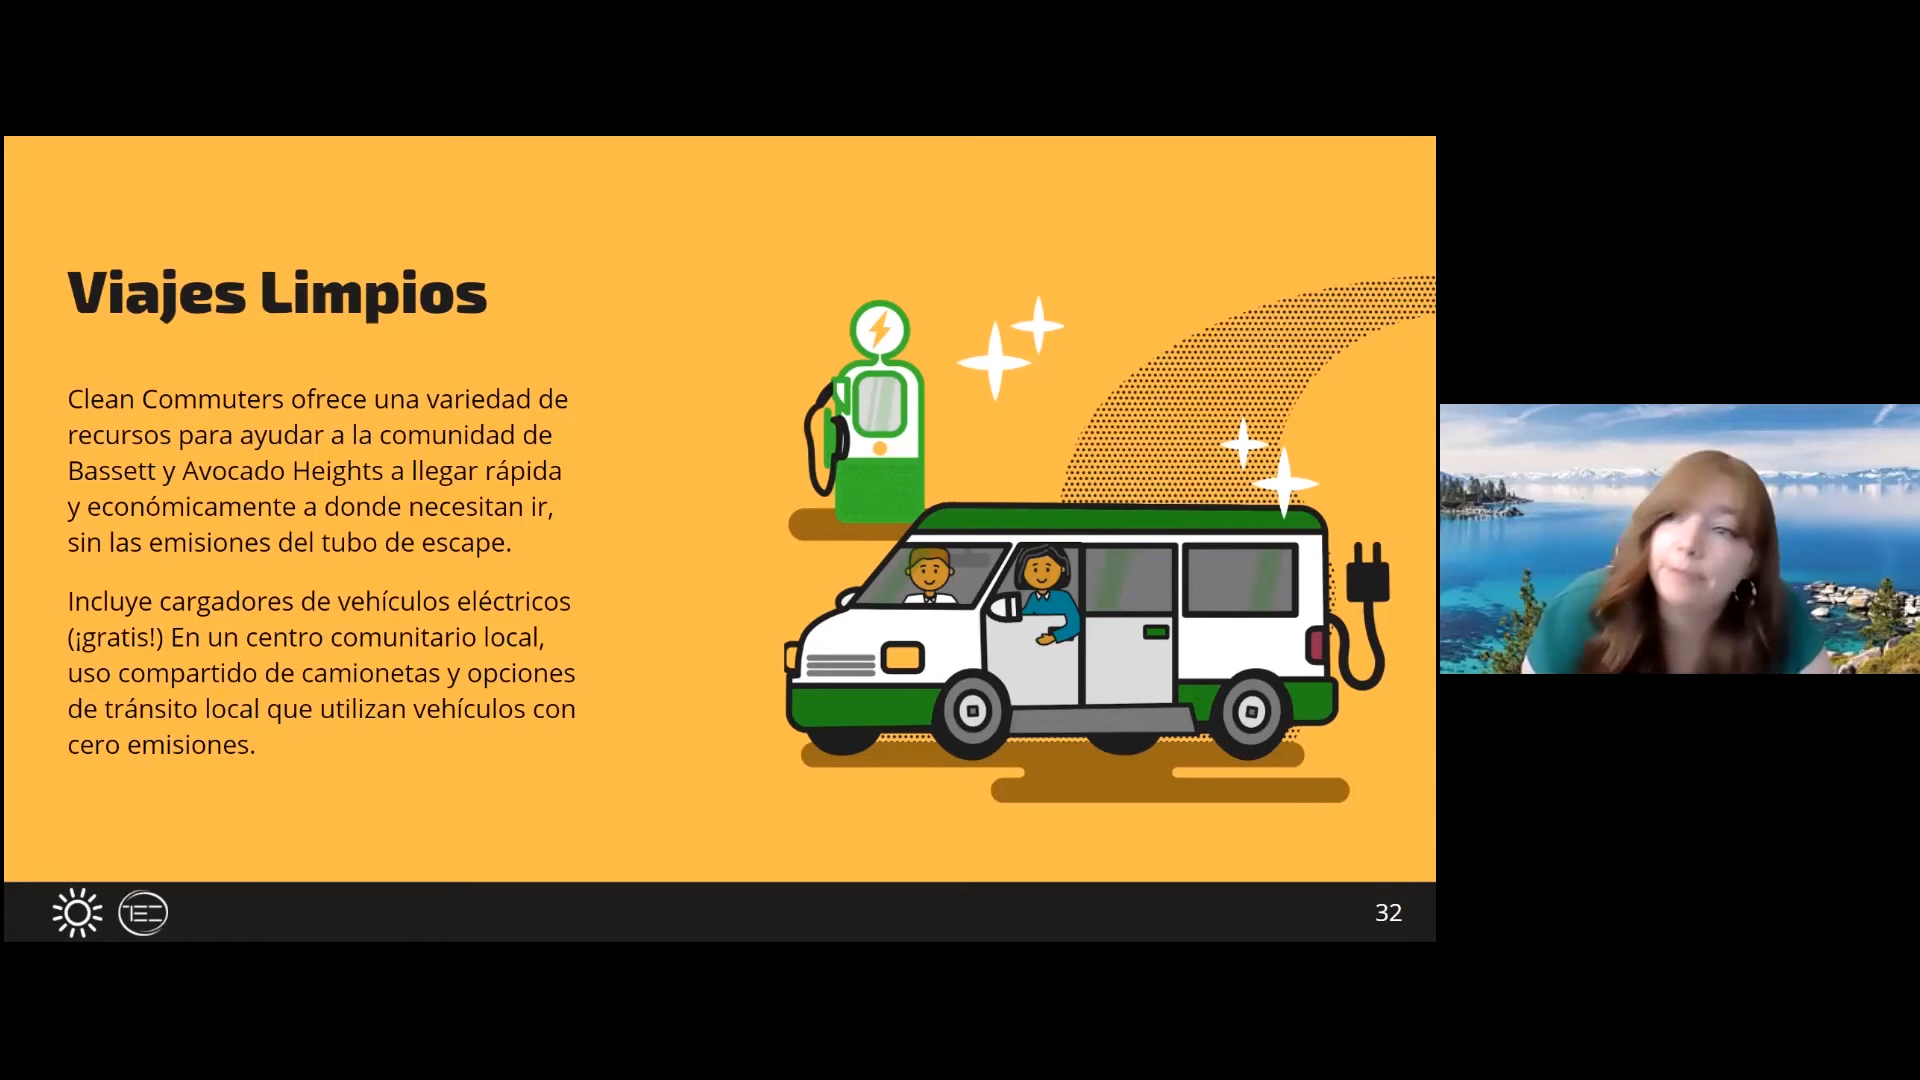 Viajes Limpios
Clean Commuters ofrece una variedad de
recursos para ayudar a la comunidad de
Bassett y Avocado Heights a llegar rápida
y económicamente a donde necesitan ir,
sin las emisiones del tubo de escape.
Incluye cargadores de vehículos eléctricos
(¡gratis!) En un centro comunitario local,
uso compartido de camionetas y opciones
de tránsito local que utilizan vehículos con
cero emisiones.
32